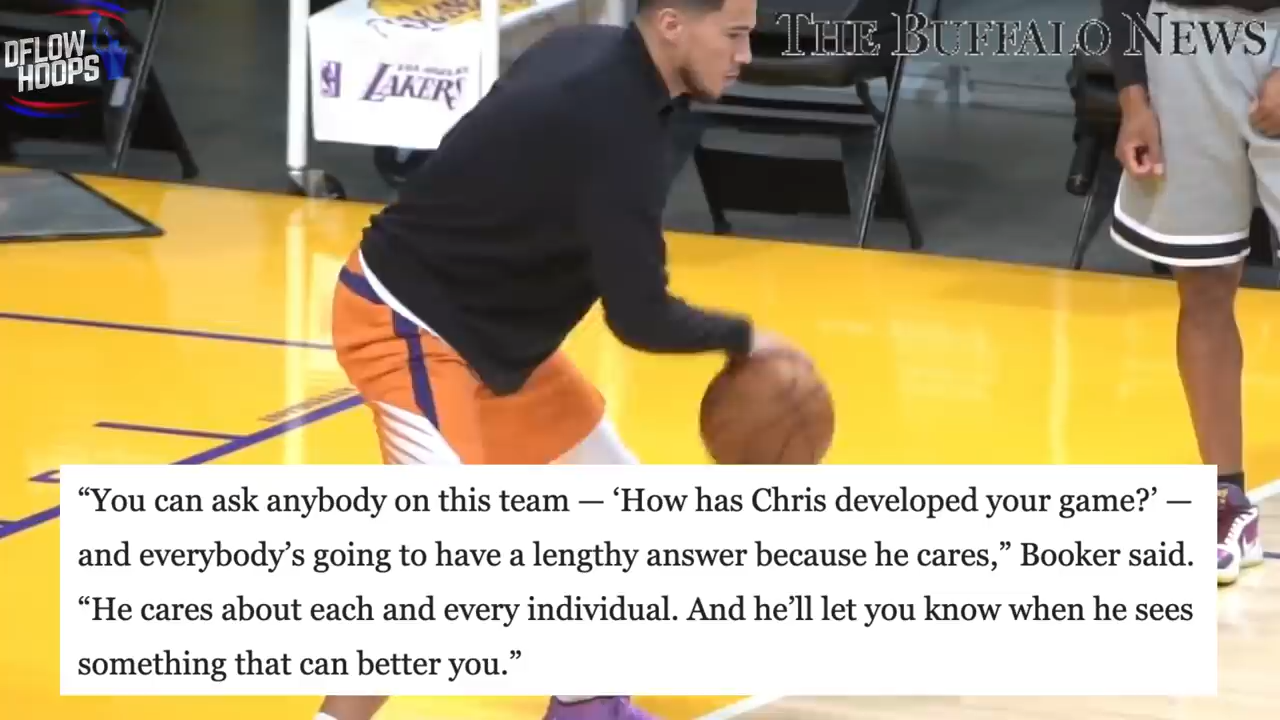 DFLOW
HOOPS
THE BUFFALO NEWS
LOS ANGELES
LAKERS
“You can ask anybody on this team — ‘How has Chris developed your game?’ —
and everybody’s going to have a lengthy answer because he cares,” Booker said.
“He cares about each and every individual. And he’ll let you know when he sees
something that can better you.”